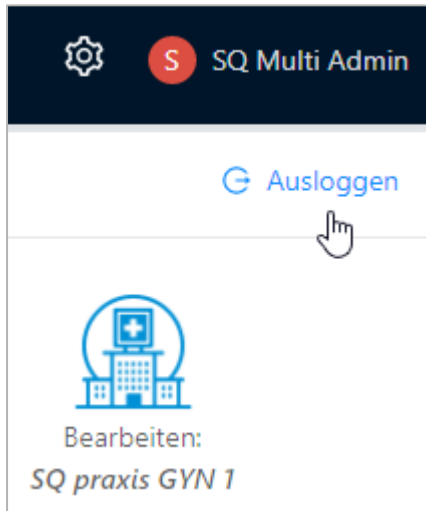 S SQ Multi Admin
Ausloggen
Bearbeiten:
SQ praxis GYN 1